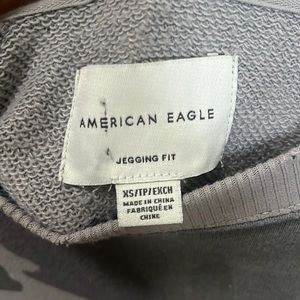 AMERICAN EAGLE
JEGGING FIT
XS/TP/EXCH
MADE IN CHINA
FABRIQUÉ EN
CHINE